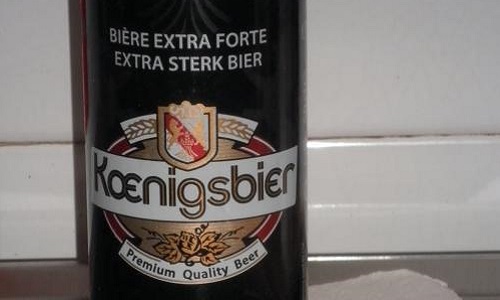 BIÈRE EXTRA FORTE
EXTRA STERK BIER
Kœnigsbier
Premium Quality Beer